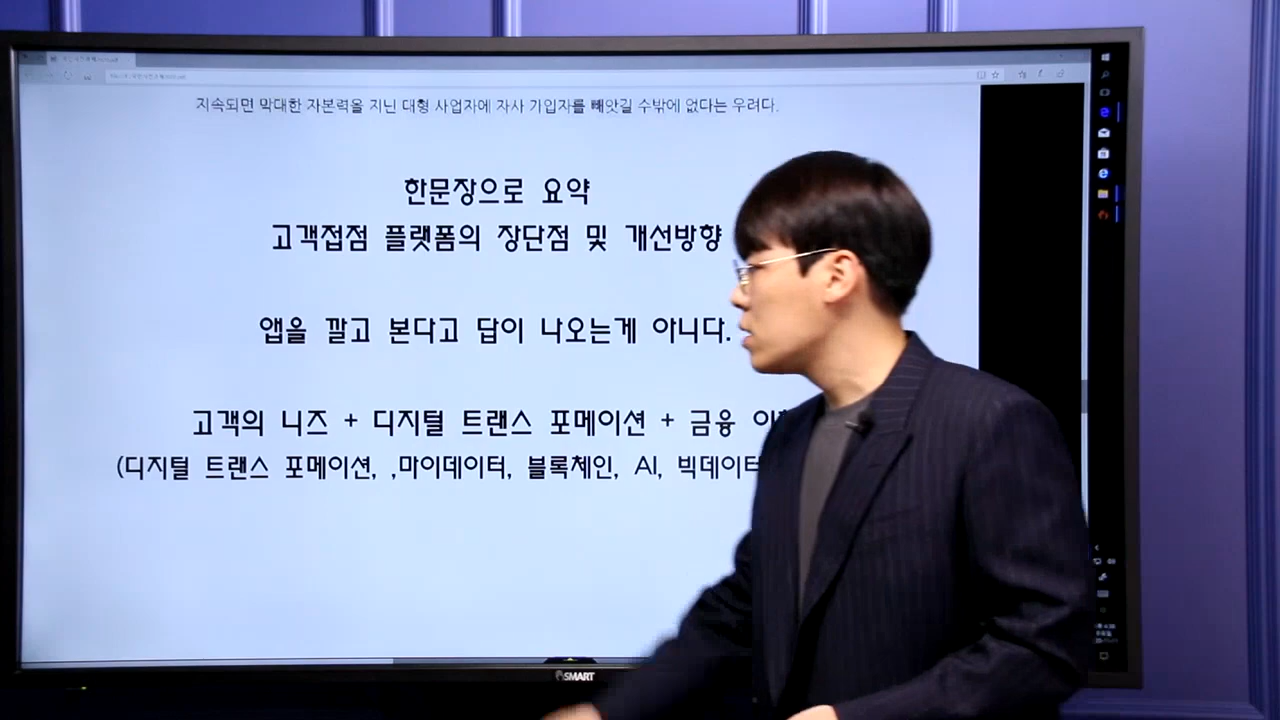 지속되면 막대한 자본력을 지닌 대형 사업자에 자사 가입자를 빼앗길 수밖에 없다는 우려다.
한문장으로 요약
고객접점 플랫폼의 장단점 및 개선방향
앱을 깔고 본다고 답이 나오는게 아니다.
고객의 니즈 + 디지털 트랜스 포메이션 + 금융
(디지털 트랜스 포메이션, ,마이데이터, 블록체인, AI, 빅데이터
SMART